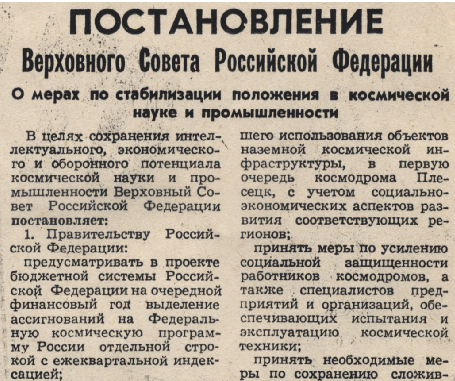 ПОСТАНОВЛЕНИЕ
Верховного Совета Российской Федерации
О мерах по стабилизации положения в космической
науке и промышленности
В целях сохранения интел-
лектуального, экономическо-
го и оборонного потенциала
космической науки и про-
мышленности Верховный Со-
вет Российской Федерации
постановляет:
1. Правительству Россий-
ской Федерации:
предусматривать в проекте
бюджетной системы Россий-
ской Федерации на очередной
финансовый год выделение
ассигнований на Федераль-
ную космическую програм-
му России отдельной стро-
кой с ежеквартальной индек-
сацией;
шего использования объектов
наземной космической ин-
фраструктуры, в первую
очередь космодрома Пле-
сецк, с учетом социально-
экономических аспектов раз-
вития соответствующих ре-
гионов;
принять меры по усилению
социальной защищенности
работников космодромов, а
также специалистов предп-
риятий и организаций, обе-
спечивающих испытания и
эксплуатацию космической
техники;
принять необходимые ме-
ры по сохранению сложив-